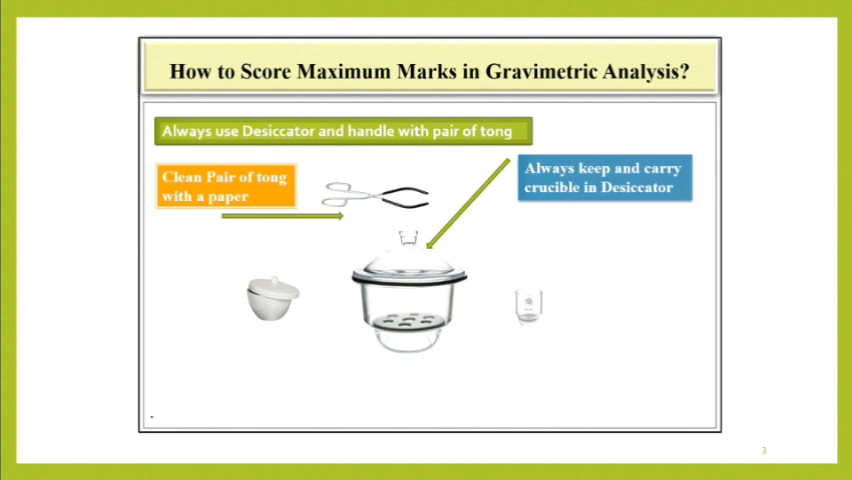 How to Score Maximum Marks in Gravimetric Analysis?
Always use Desiccator and handle with pair of tong
Clean Pair of tong
with a paper
Always keep and carry
crucible in Desiccator
3